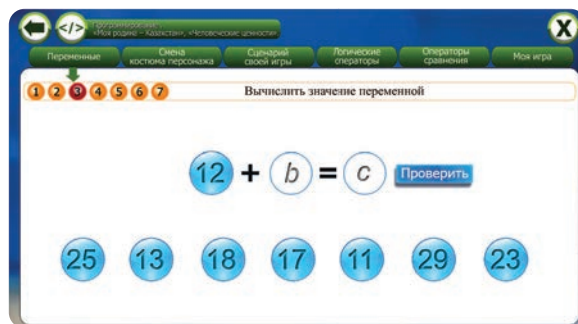 </>
Программирование:
«Моя родина – Казахстан», «Человеческие ценности»
X
Переменные
Смена
костюма персонажа
Сценарий
своей игры
Логические
операторы
Операторы
сравнения
Моя игра
1 2 3 4 5 6 7
Вычислить значение переменной
12 + b = c Проверить
25 13 18 17 11 29 23